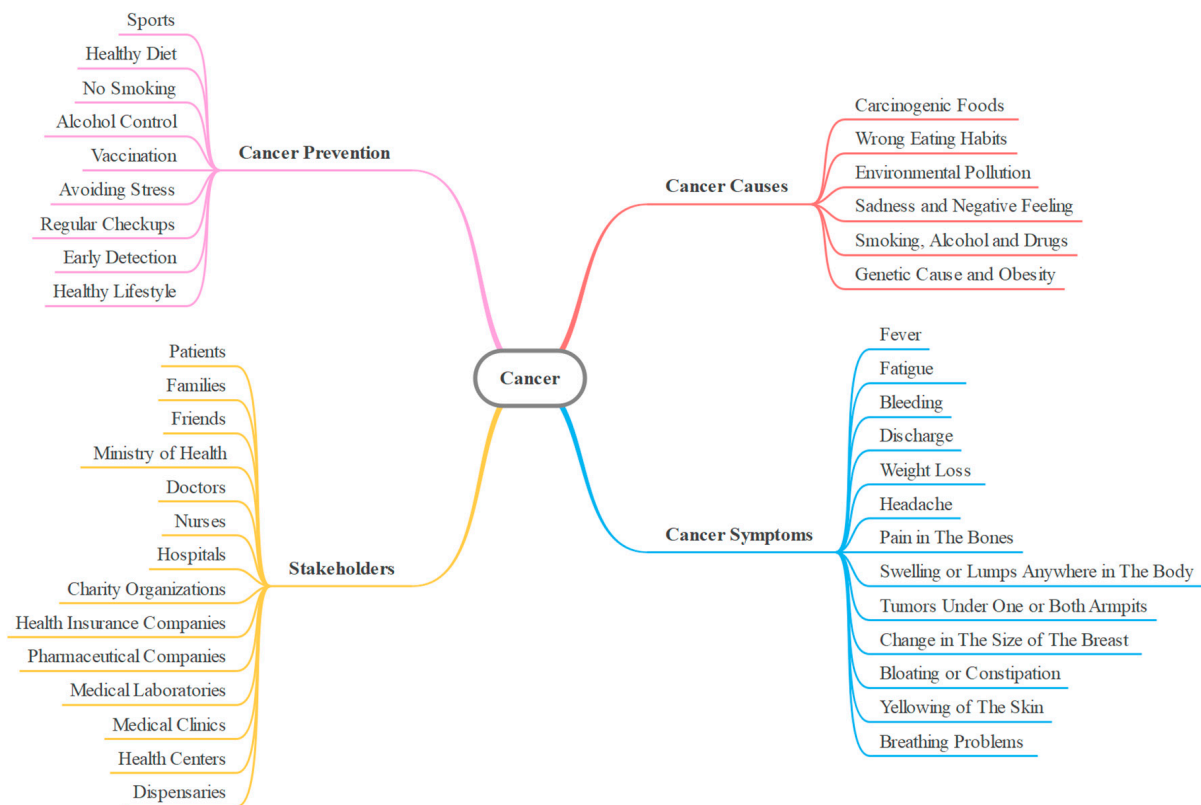 Sports
Healthy Diet
No Smoking
Alcohol Control
Vaccination
Avoiding Stress
Regular Checkups
Early Detection
Healthy Lifestyle
Cancer Prevention
Carcinogenic Foods
Wrong Eating Habits
Environmental Pollution
Sadness and Negative Feeling
Smoking, Alcohol and Drugs
Genetic Cause and Obesity
Cancer Causes
Cancer
Patients
Families
Friends
Ministry of Health
Doctors
Nurses
Hospitals
Charity Organizations
Health Insurance Companies
Pharmaceutical Companies
Medical Laboratories
Medical Clinics
Health Centers
Dispensaries
Stakeholders
Fever
Fatigue
Bleeding
Discharge
Weight Loss
Headache
Pain in The Bones
Swelling or Lumps Anywhere in The Body
Tumors Under One or Both Armpits
Change in The Size of The Breast
Bloating or Constipation
Yellowing of The Skin
Breathing Problems
Cancer Symptoms